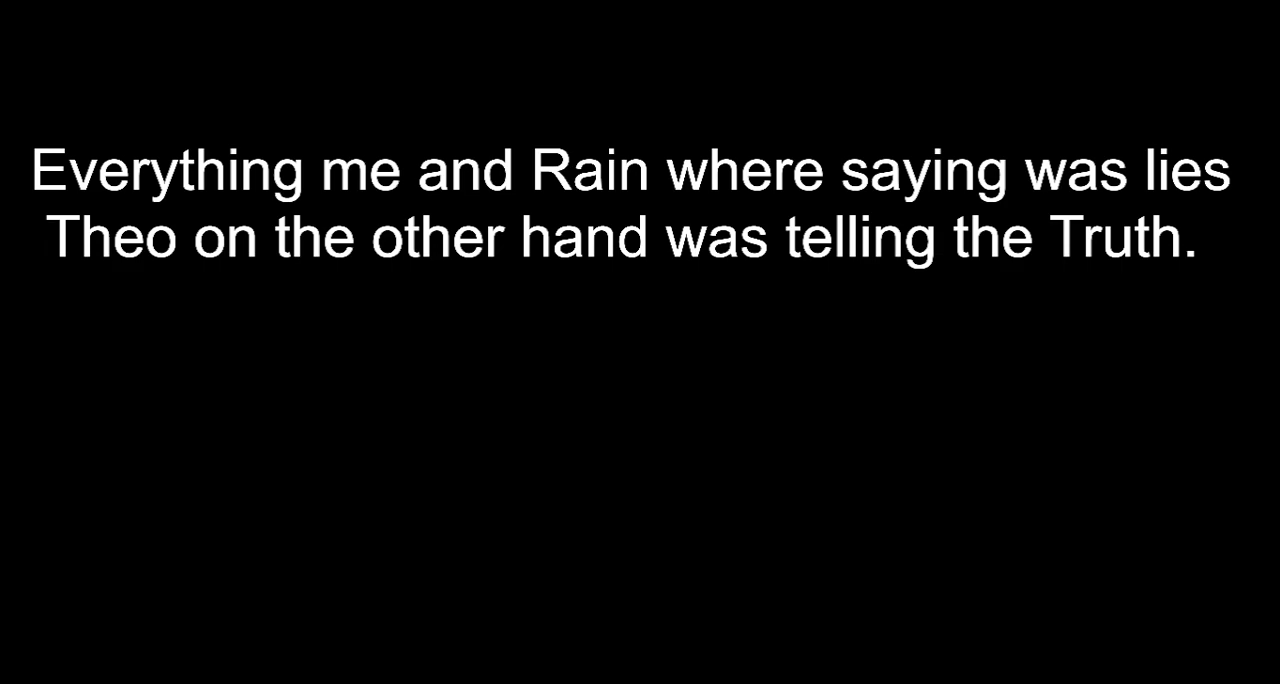 Everything me and Rain where saying was lies
Theo on the other hand was telling the Truth.